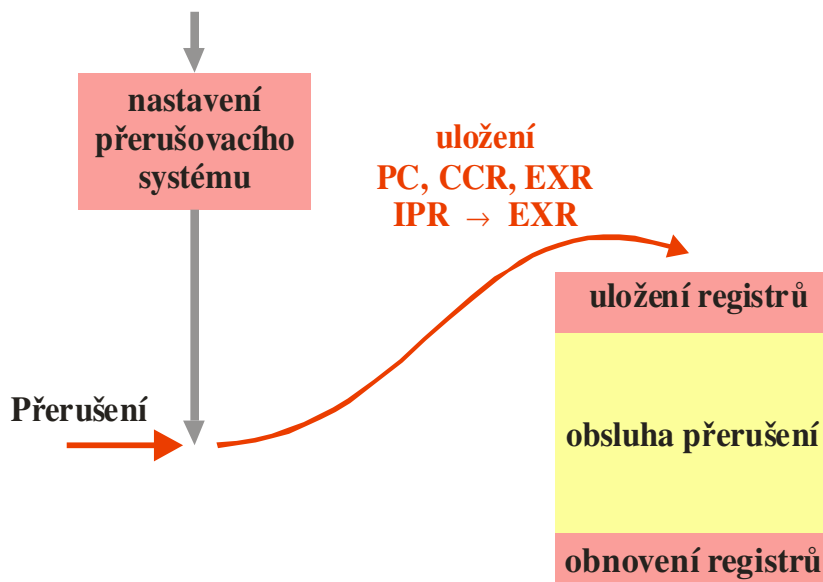 nastavení
přerušovacího
systému
uložení
PC, CCR, EXR
IPR → EXR
uložení registrů
Přerušení
obsluha přerušení
obnovení registrů